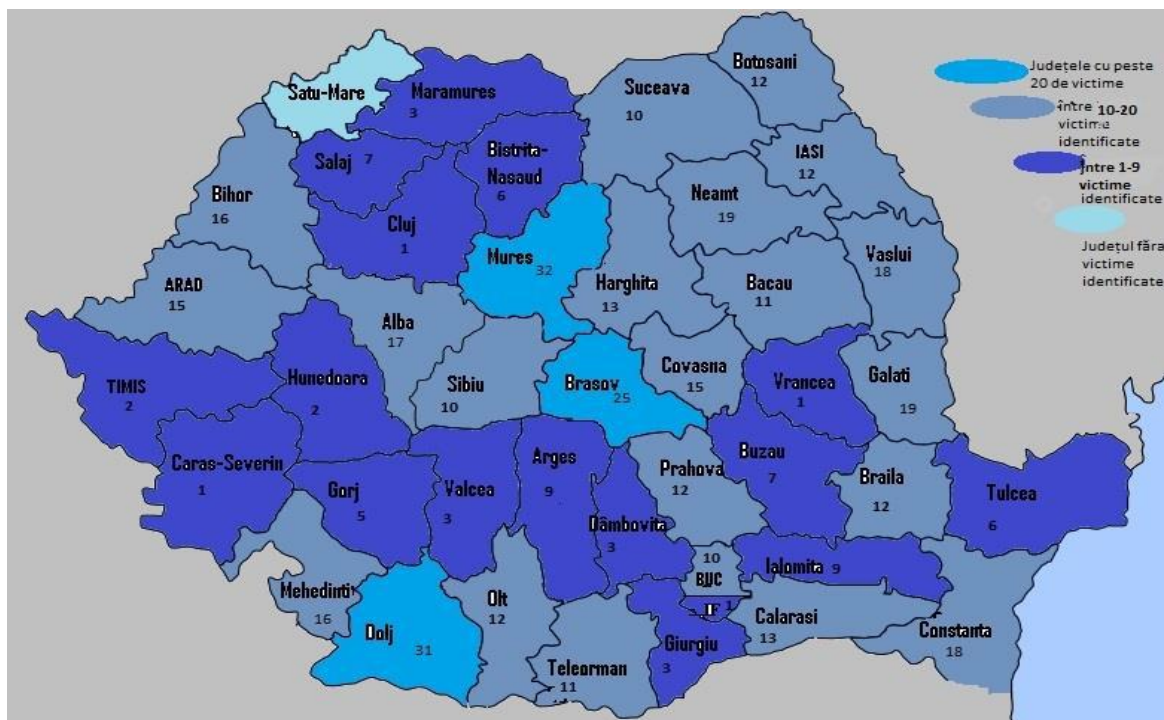 Botosani
12
Județele cu peste
20 de victime
Satu-Mare
Maramures
3
Suceava
10
între 10-20
victime
identificate
Salaj 7
Bistrita-
Nasaud
6
IASI
12
Între 1-9
victime
identificate
Bihor
16
Cluj
1
Neamt
19
Mures
32
Vaslui
18
Județul făra
victime
identificate
ARAD
15
Harghita
13
Bacau
11
Alba
17
TIMIS
2
Hunedoara
2
Sibiu
10
Brasov
25
Covasna
15
Vrancea
1
Galati
19
Caras-Severin
1
Gorj
5
Valcea
3
Arges
9
Prahova
12
Buzau
7
Braila
12
Tulcea
6
Dâmbovita
3
10
BUC
Ialomita 9
Mehedinti
16
Dolj
31
Olt
12
IF 1
Calarasi
13
Constanta
18
Teleorman
11
Giurgiu
3